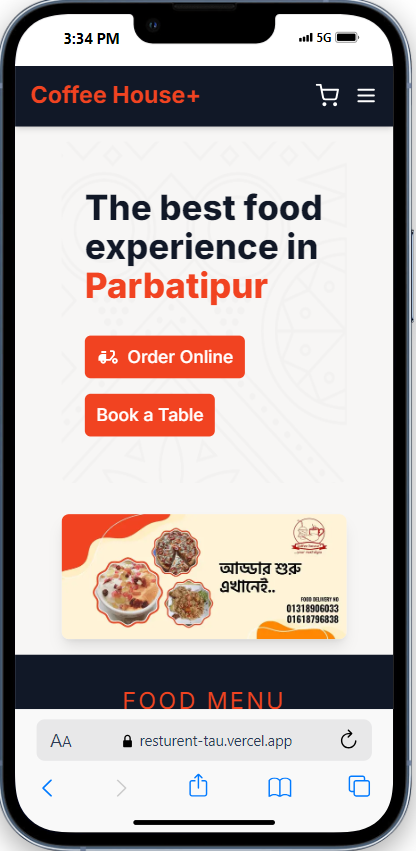 3:34 PM
5G
Coffee House+
The best food
experience in
Parbatipur
Order Online
Book a Table
আড্ডার শুরু
এখানেই..
FOOD DELIVERY NO
01318906033
01618796838
FOOD MENU
AA
resturent-tau.vercel.app